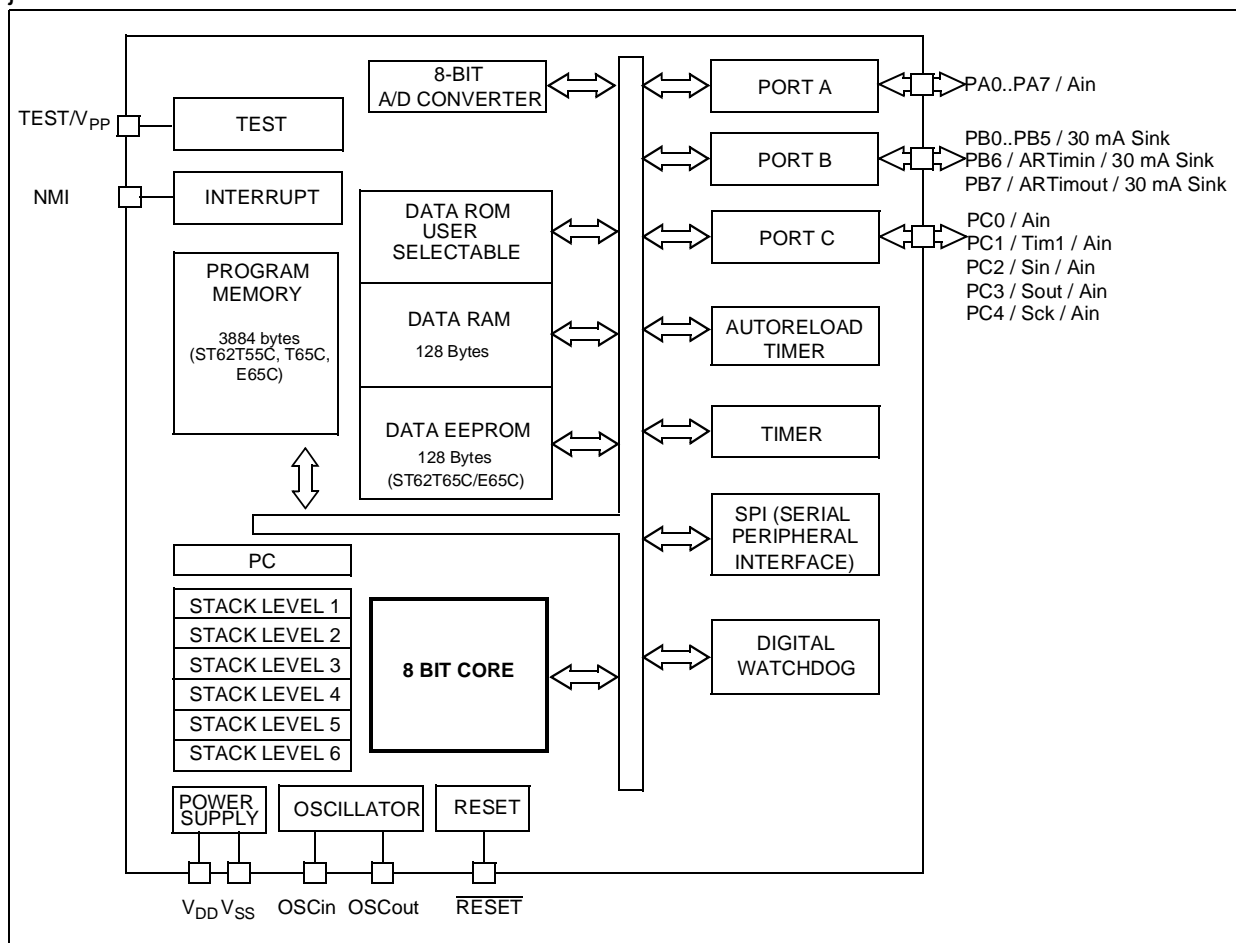 8-BIT
A/D CONVERTER
PORT A
PA0..PA7 / Ain
TEST/VPP
TEST
PORT B
PB0..PB5 / 30 mA Sink
PB6 / ARTimin / 30 mA Sink
PB7 / ARTimout / 30 mA Sink
NMI
INTERRUPT
DATA ROM
USER
SELECTABLE
PORT C
PC0 / Ain
PC1 / Tim1 / Ain
PC2 / Sin / Ain
PC3 / Sout / Ain
PC4 / Sck / Ain
PROGRAM
MEMORY
3884 bytes
(ST62T55C, T65C,
E65C)
DATA RAM
128 Bytes
AUTORELOAD
TIMER
DATA EEPROM
128 Bytes
(ST62T65C/E65C)
TIMER
SPI (SERIAL
PERIPHERAL
INTERFACE)
PC
STACK LEVEL 1
STACK LEVEL 2
STACK LEVEL 3
STACK LEVEL 4
STACK LEVEL 5
STACK LEVEL 6
8 BIT CORE
DIGITAL
WATCHDOG
POWER
SUPPLY
OSCILLATOR
RESET
VDD VSS
OSCin OSCout
RESET